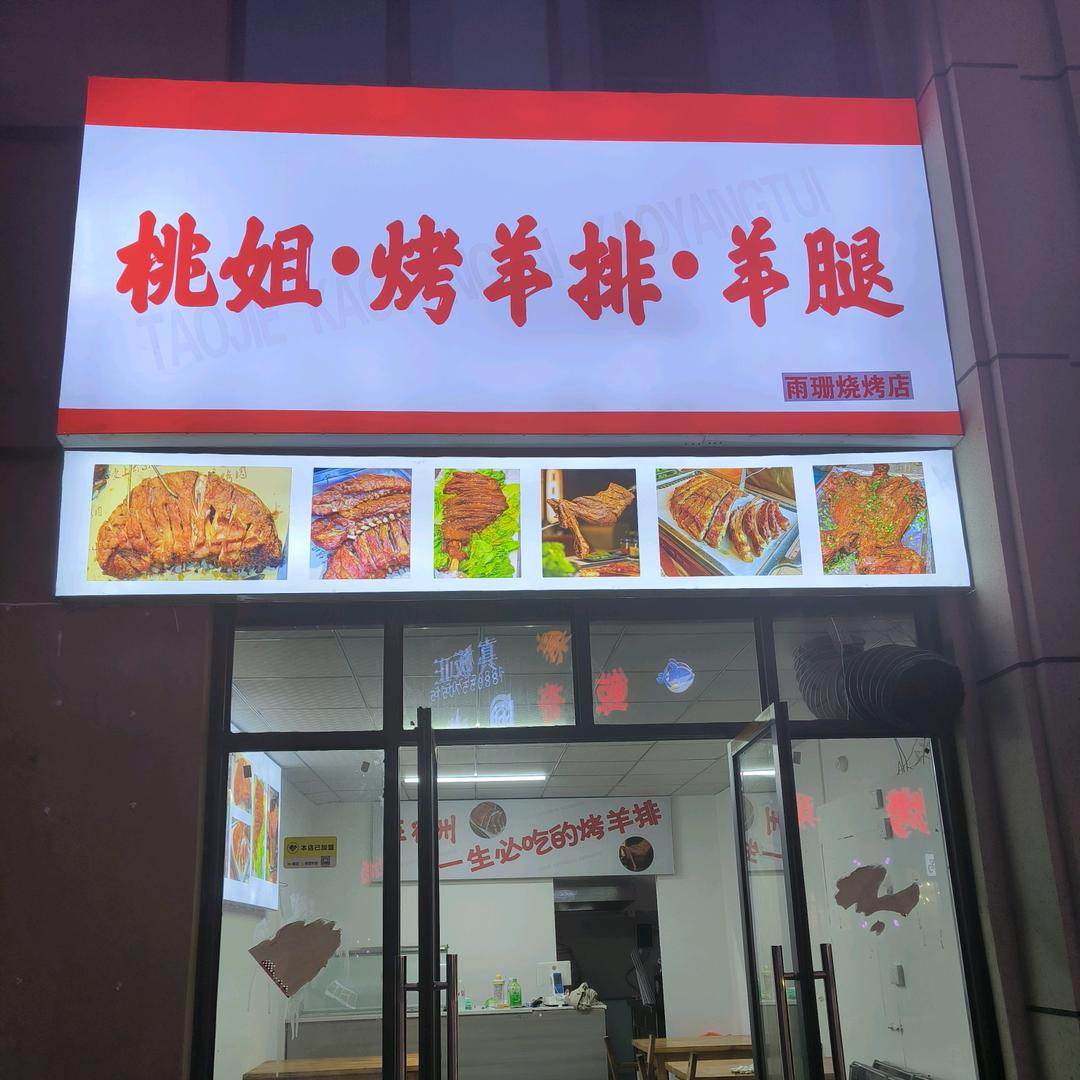 桃姐·烤羊排·羊腿
TAOJIE KAOYANGPAI KAOYANGTUI
雨珊烧烤店
本店已加盟
州
一生必吃的烤羊排